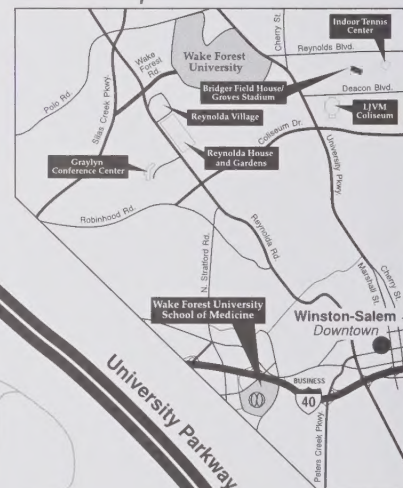 Indoor Tennis
Center
Cherry St.
Reynolds Blvd.
Wake
Forest
Rd.
Wake Forest
University
Bridger Field House/
Groves Stadium
Deacon Blvd.
Polo Rd.
Silas Creek Pkwy.
Reynolda Village
LJVM
Coliseum
Coliseum Dr.
Reynolda House
and Gardens
University Pkwy.
Graylyn
Conference Center
Robinhood Rd.
Reynolda Rd.
N. Stratford Rd.
Marshall St.
Cherry St.
Wake Forest University
School of Medicine
Winston-Salem
Downtown
University Parkway
BUSINESS
40
Peters Creek Pkwy.